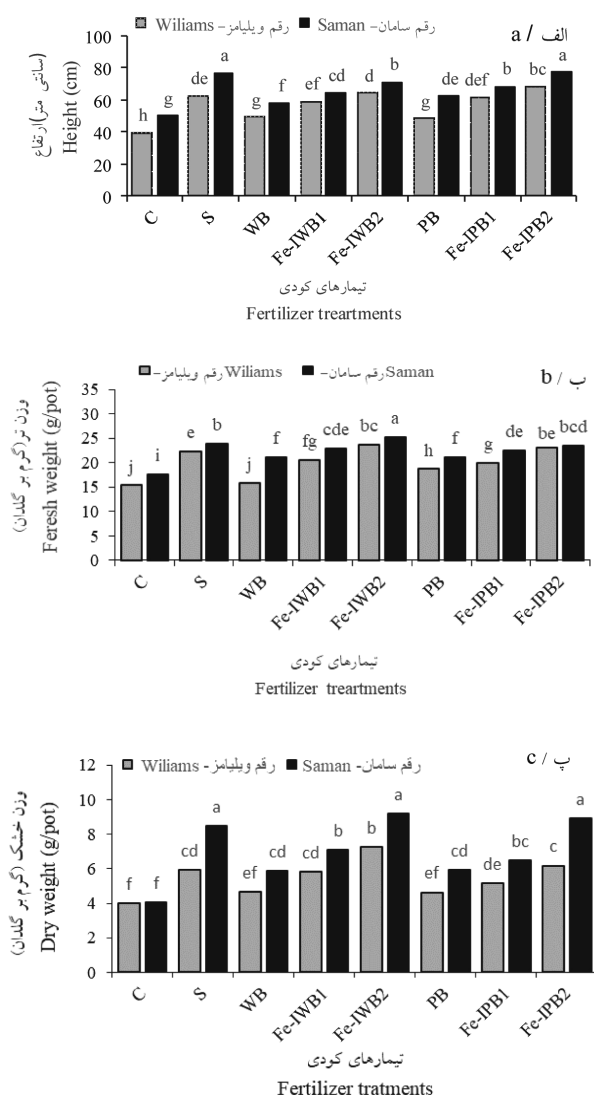 الف / a
Wiliams -رقم ویلیامز Saman -رقم سامان
ارتفاع(سانتی متر)
Height (cm)
100
80
60
40
20
0
h g de a g f ef cd d b g de def b bc a
C S WB Fe-IWB1 Fe-IWB2 PB Fe-IPB1 Fe-IPB2
تیمارهای کودی
Fertilizer treartments
ب / b
رقم ویلیامز-Wiliams رقم سامان-Saman
وزن تر(گرم بر گلدان)
Feresh weight (g/pot)
35
30
25
20
15
10
5
0
j i e b j f fg cde bc a h f g de be bcd
C S WB Fe-IWB1 Fe-IWB2 PB Fe-IPB1 Fe-IPB2
تیمارهای کودی
Fertilizer treartments
پ / c
Wiliams -رقم ویلیامز Saman -رقم سامان
وزن خشک (گرم بر گلدان)
Dry weight (g/pot)
12
10
8
6
4
2
0
f f cd a ef cd cd b b a ef cd de bc c a
C S WB Fe-IWB1 Fe-IWB2 PB Fe-IPB1 Fe-IPB2
تیمارهای کودی
Fertilizer tratments